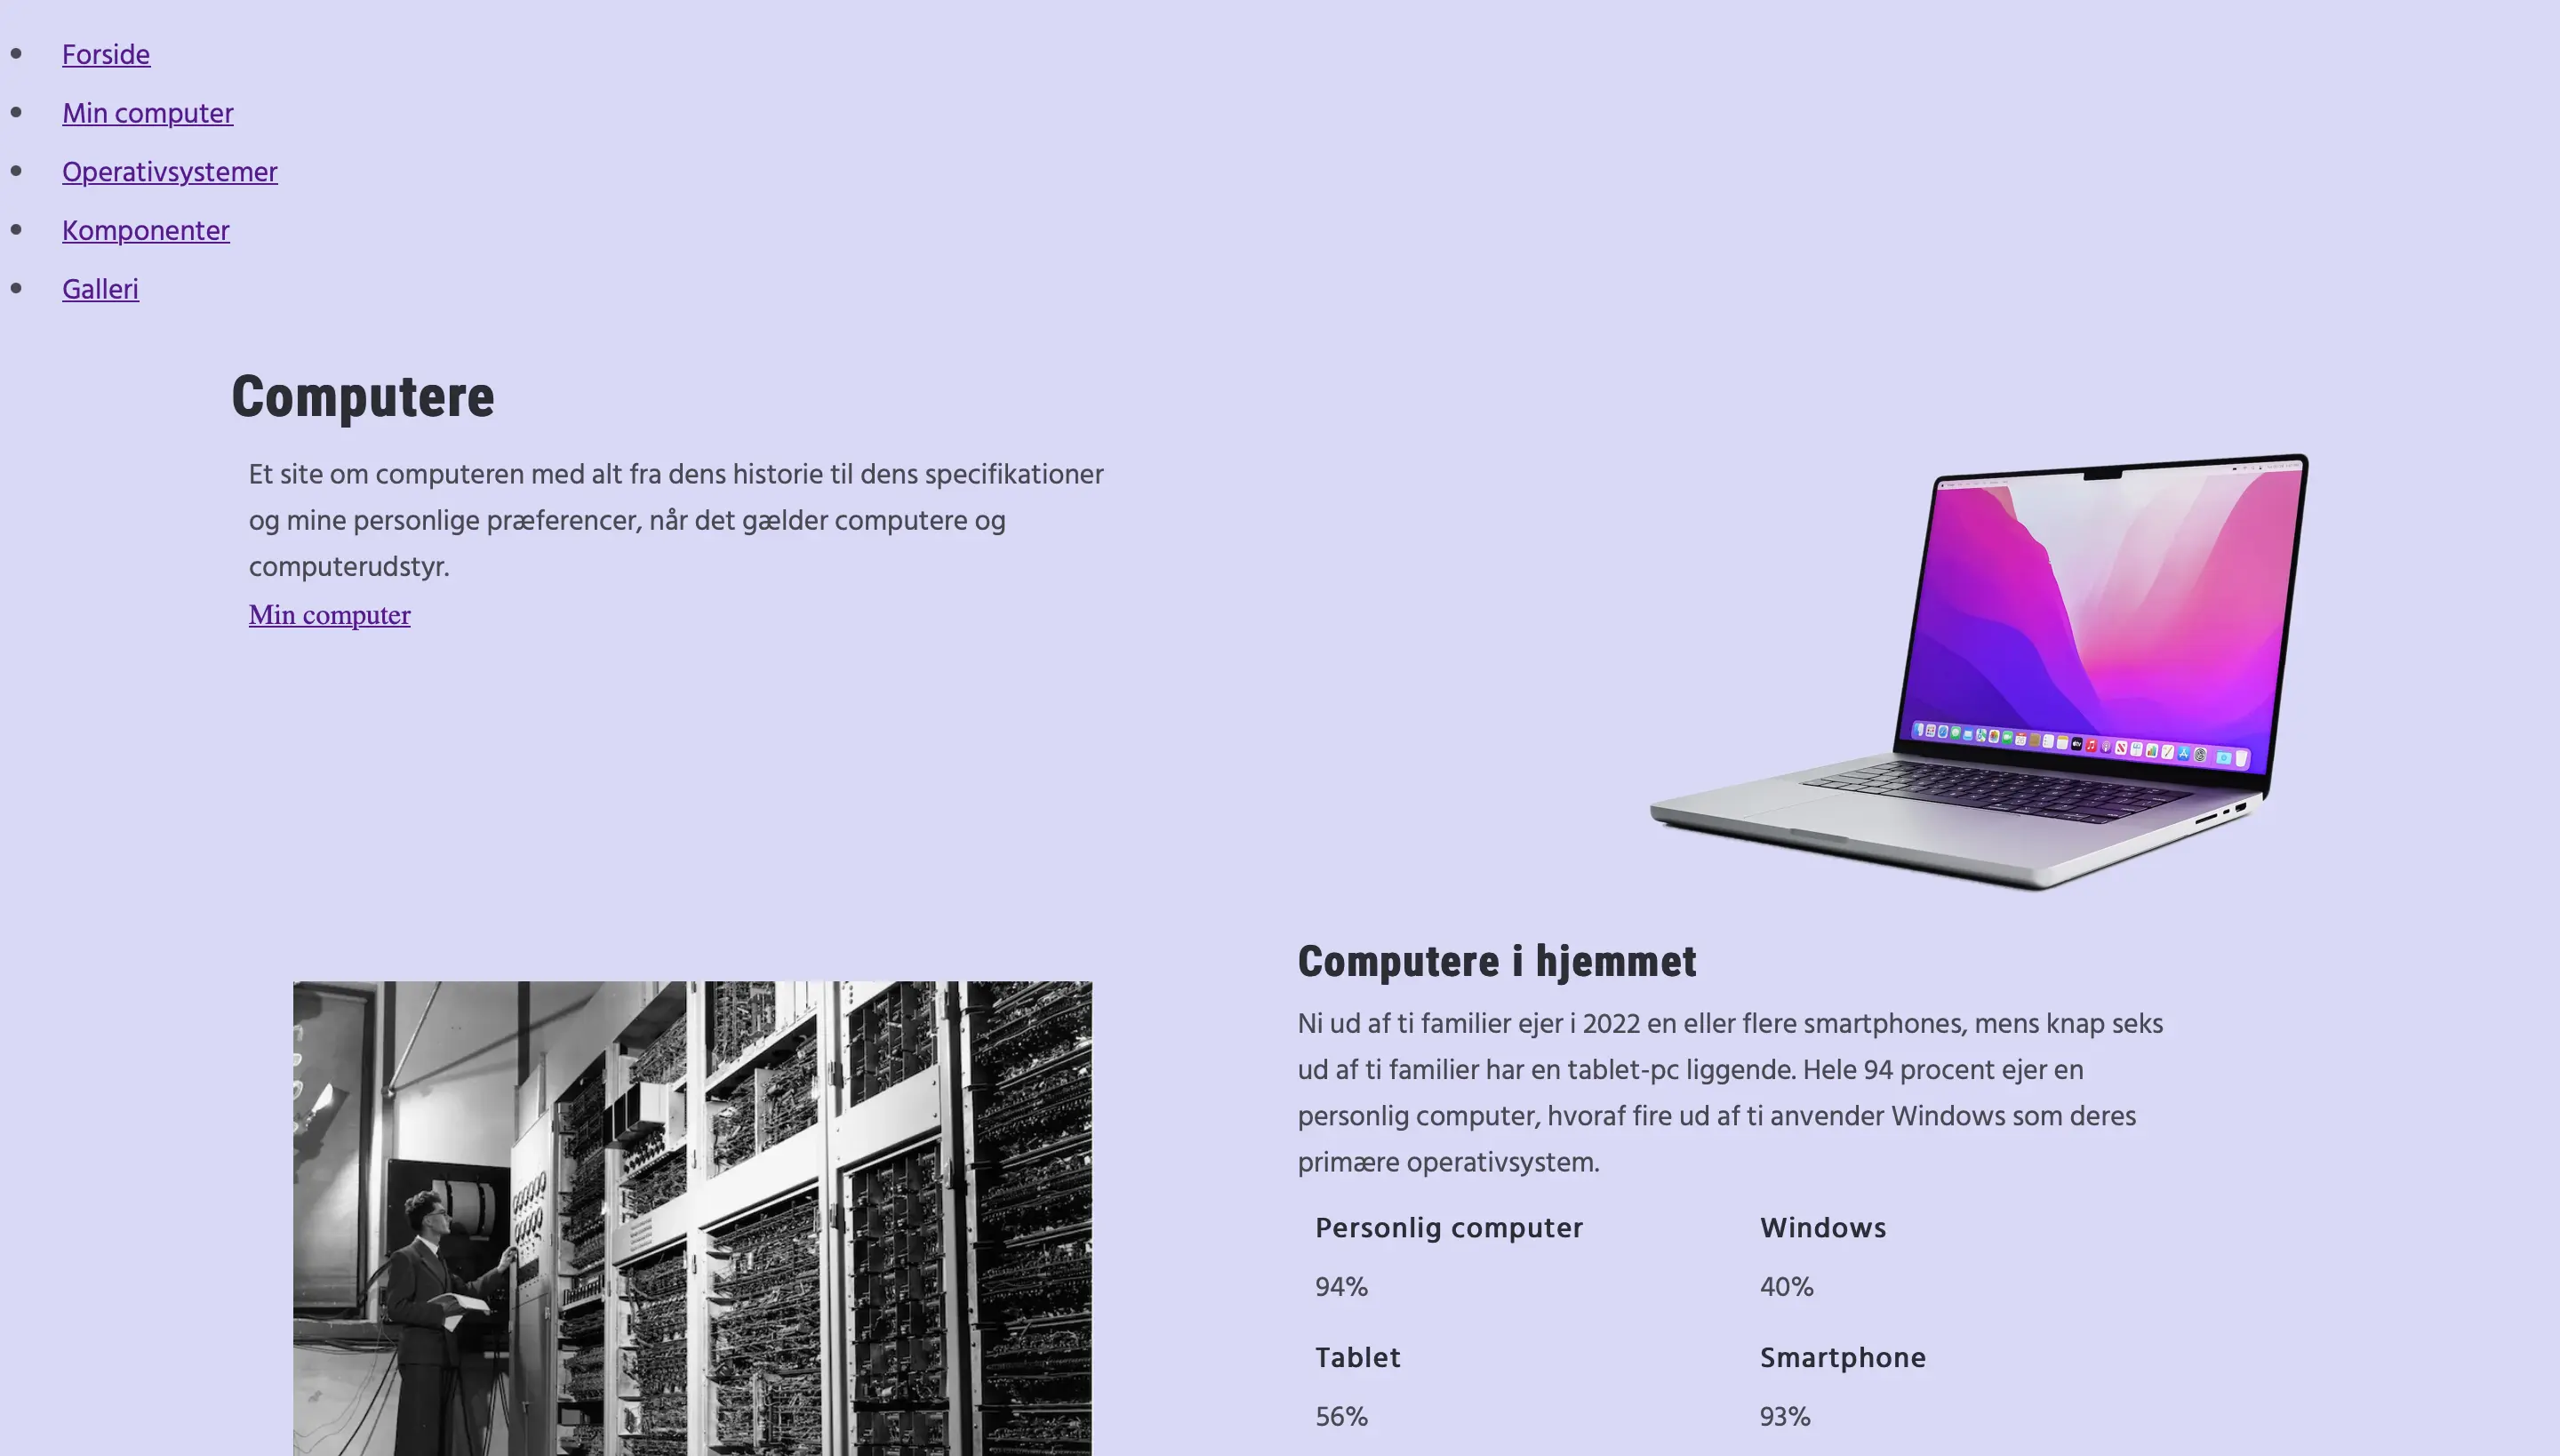 Forside
Min computer
Operativsystemer
Komponenter
Galleri
Computere
Et site om computeren med alt fra dens historie til dens specifikationer
og mine personlige præferencer, når det gælder computere og
computerudstyr.
Min computer
Computere i hjemmet
Ni ud af ti familier ejer i 2022 en eller flere smartphones, mens knap seks
ud af ti familier har en tablet-pc liggende. Hele 94 procent ejer en
personlig computer, hvoraf fire ud af ti anvender Windows som deres
primære operativsystem.
Personlig computer
94%
Windows
40%
Tablet
56%
Smartphone
93%